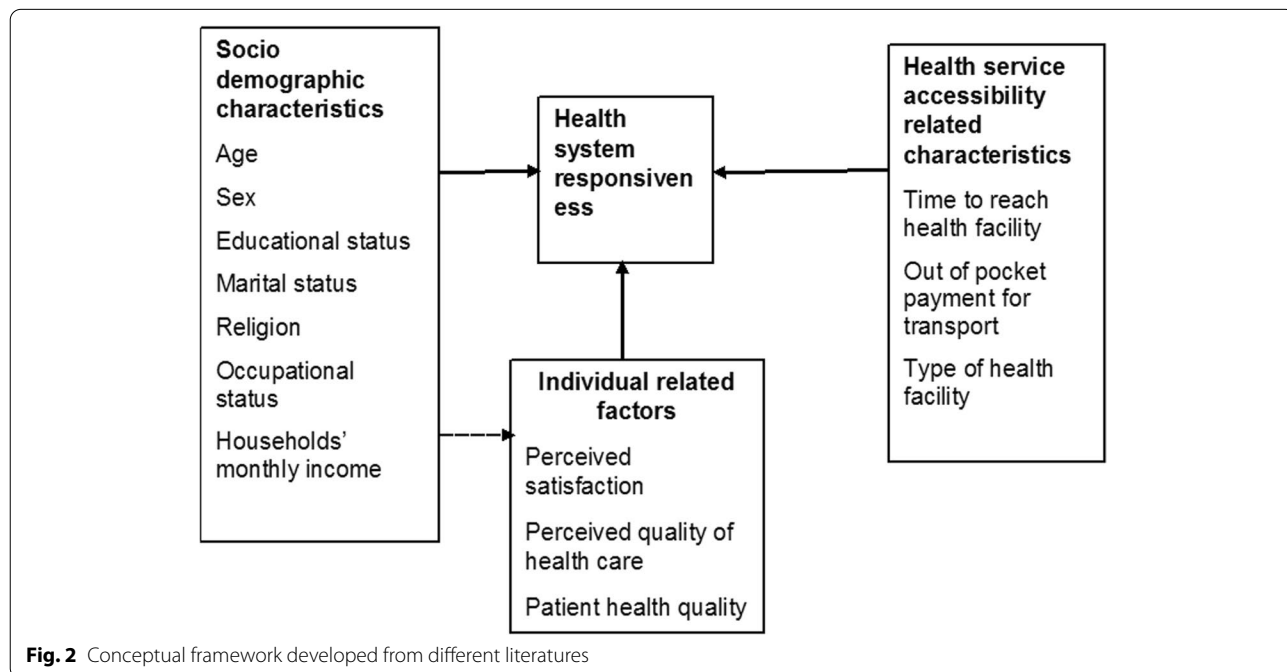 Socio
demographic
characteristics
Age
Sex
Educational status
Marital status
Religion
Occupational
status
Households'
monthly income
Health
system
responsiven
ess
Individual related
factors
Perceived
satisfaction
Perceived quality of
health care
Patient health quality
Health service
accessibility
related
characteristics
Time to reach
health facility
Out of pocket
payment for
transport
Type of health
facility
Fig. 2 Conceptual framework developed from different literatures